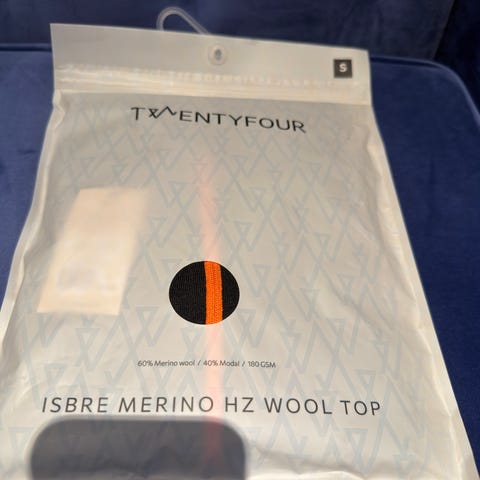 S
TWENTYFOUR
60% Merino wool / 40% Modal / 180 GSM
ISBRE MERINO HZ WOOL TOP